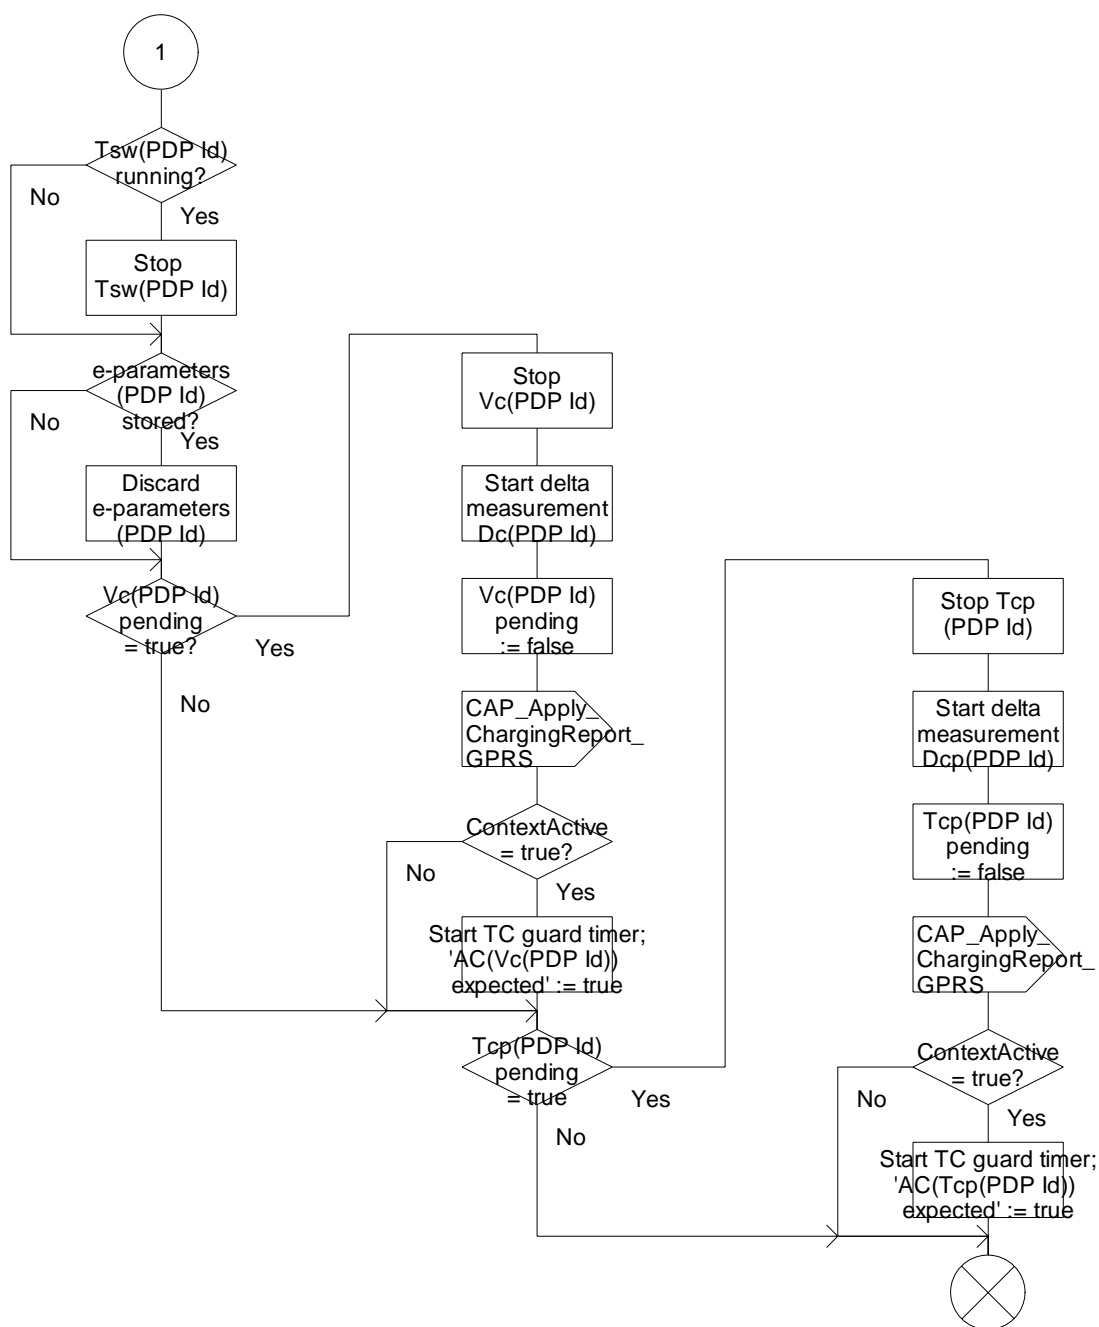 1
Tsw(PDP Id)
running?
No
Yes
Stop
Tsw(PDP Id)
e-parameters
(PDP Id)
stored?
No
Yes
Discard
e-parameters
(PDP Id)
Vc(PDP Id)
pending
= true?
Yes
No
Stop
Vc(PDP Id)
Start delta
measurement
Dc(PDP Id)
Vc(PDP Id)
pending
:= false
CAP_Apply_
ChargingReport_
GPRS
ContextActive
= true?
No
Yes
Start TC guard timer;
'AC(Vc(PDP Id))
expected' := true
Tcp(PDP Id)
pending
= true
Yes
No
Stop Tcp
(PDP Id)
Start delta
measurement
Dcp(PDP Id)
Tcp(PDP Id)
pending
:= false
CAP_Apply_
ChargingReport_
GPRS
ContextActive
= true?
No
Yes
Start TC guard timer;
'AC(Tcp(PDP Id))
expected' := true